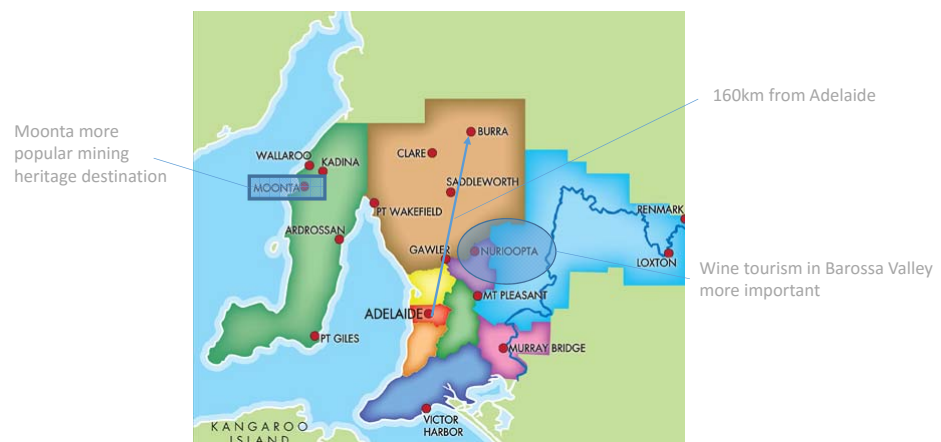 160km from Adelaide
Moonta more
popular mining
heritage destination
BURRA
CLARE
WALLAROO
KADINA
SADDLEWORTH
MOONTA
PT WAKEFIELD
RENMARK
ARDROSSAN
GAWLER
NURIOOPTA
LOXTON
Wine tourism in Barossa Valley
more important
MT PLEASANT
ADELAIDE
PT GILES
MURRAY BRIDGE
VICTOR
HARBOR
KANGAROO
ISLAND